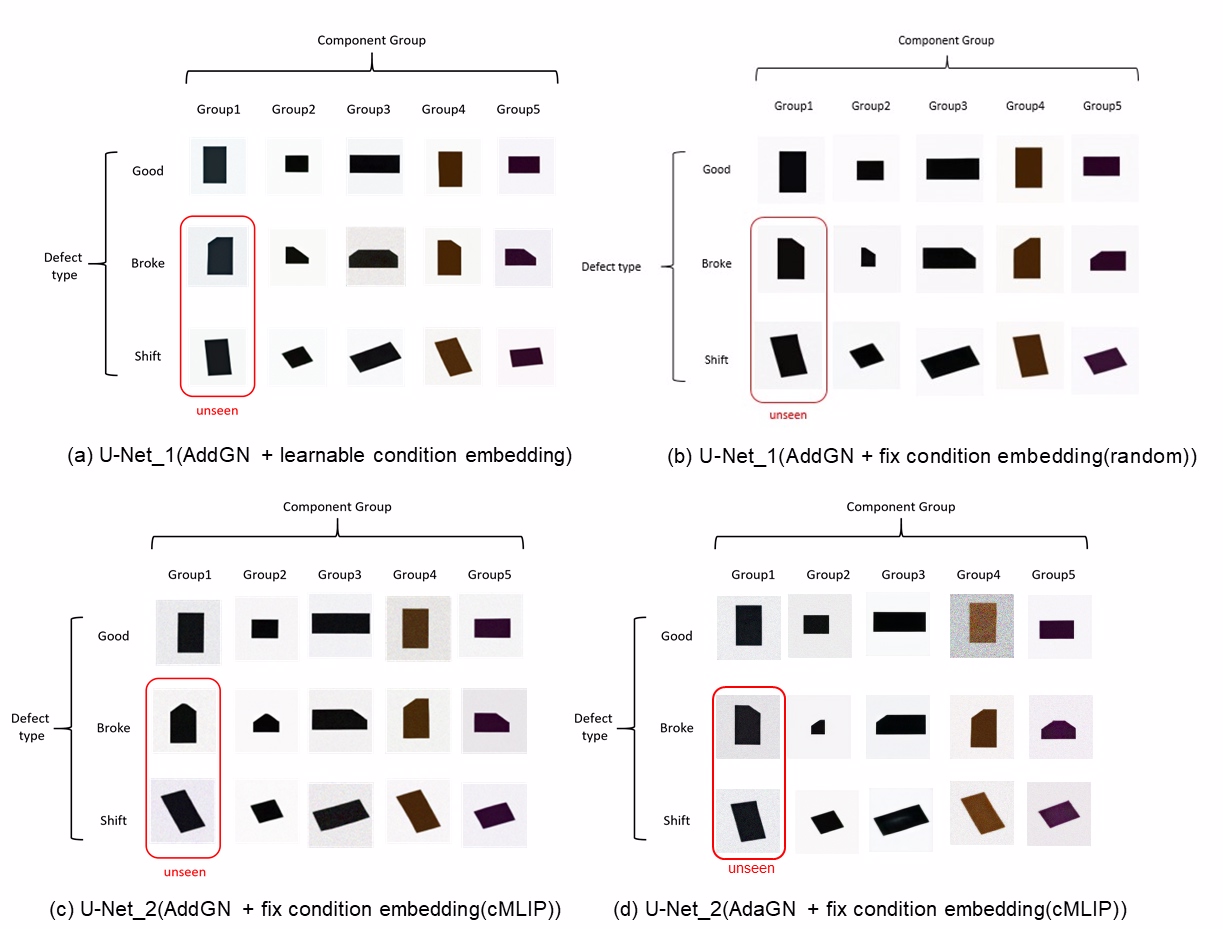 Component Group
Group1 Group2 Group3 Group4 Group5
Good
Defect type
Broke
Shift
unseen
(a) U-Net_1(AddGN + learnable condition embedding)
Component Group
Group1 Group2 Group3 Group4 Group5
Good
Defect type
Broke
Shift
unseen
(b) U-Net_1(AddGN + fix condition embedding(random))
Component Group
Group1 Group2 Group3 Group4 Group5
Good
Defect type
Broke
Shift
unseen
(c) U-Net_2(AddGN + fix condition embedding(cMLIP))
Component Group
Group1 Group2 Group3 Group4 Group5
Good
Defect type
Broke
Shift
unseen
(d) U-Net_2(AdaGN + fix condition embedding(cMLIP))